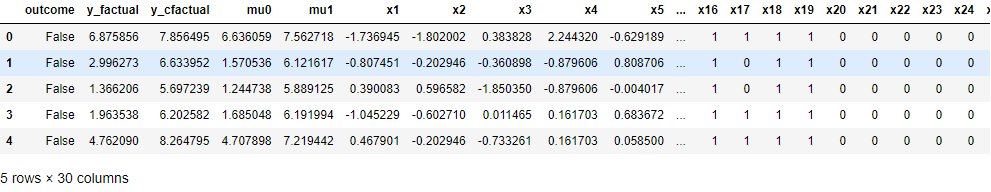 outcome y_factual y_cfactual mu0 mu1 x1 x2 x3 x4 x5 ... x16 x17 x18 x19 x20 x21 x22 x23 x24
0 False 6.875856 7.856495 6.636059 7.562718 -1.736945 -1.802002 0.383828 2.244320 -0.629189 ... 1 1 1 1 0 0 0 0 0
1 False 2.996273 6.633952 1.570536 6.121617 -0.807451 -0.202946 -0.360898 -0.879606 0.808706 ... 1 0 1 1 0 0 0 0 0
2 False 1.366206 5.697239 1.244738 5.889125 0.390083 0.596582 -1.850350 -0.879606 -0.004017 ... 1 0 1 1 0 0 0 0 0
3 False 1.963538 6.202582 1.685048 6.191994 -1.045229 -0.602710 0.011465 0.161703 0.683672 ... 1 1 1 1 0 0 0 0 0
4 False 4.762090 8.264795 4.707898 7.219442 0.467901 -0.202946 -0.733261 0.161703 0.058500 ... 1 1 1 1 0 0 0 0 0
5 rows × 30 columns